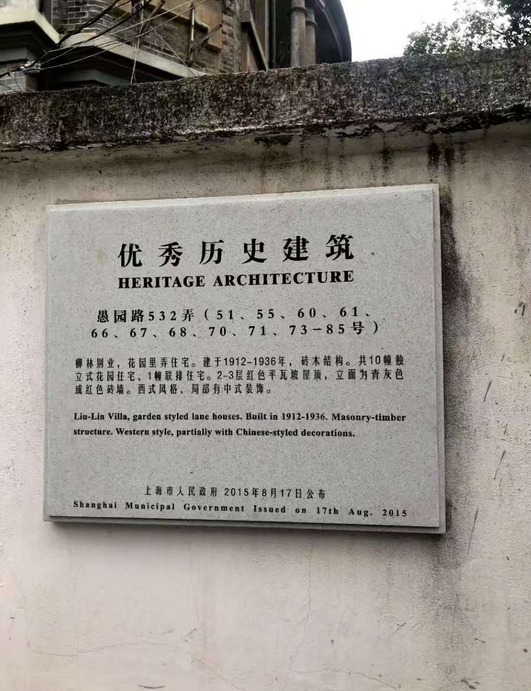 优秀历史建筑
HERITAGE ARCHITECTURE
愚园路532弄（51、55、60、61、
66、67、68、70、71、73－85号）
柳林别业，花园里弄住宅。建于1912-1936年，砖木结构。共10幢独
立式花园住宅，1幢联排住宅。2-3层红色平瓦坡屋顶，立面为青灰色
或红色砖墙。西式风格，局部有中式装饰。
Liu-Lin Villa, garden styled lane houses. Built in 1912-1936. Masonry-timber
structure. Western style, partially with Chinese-styled decorations.
上海市人民政府 2015年8月17日公布
Shanghai Municipal Government Issued on 17th Aug. 2015